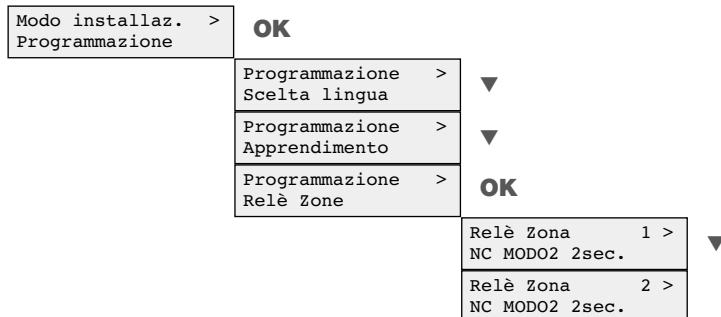 Modo installaz. >
Programmazione
OK
Programmazione >
Scelta lingua
▼
Programmazione >
Apprendimento
▼
Programmazione >
Relè Zone
OK
Relè Zona 1 >
NC MODO2 2sec.
▼
Relè Zona 2 >
NC MODO2 2sec.